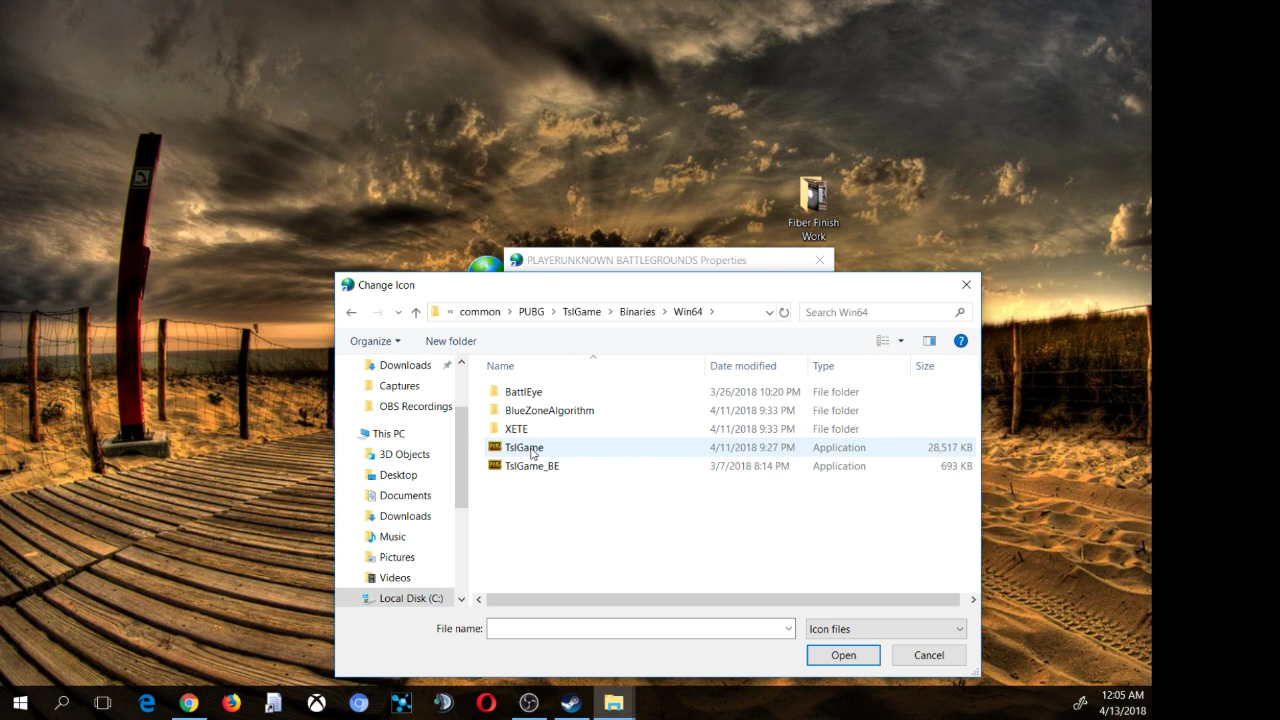 Fiber Finish
Work
PLAYERUNKNOWN BATTLEGROUNDS Properties
Change Icon
« common > PUBG > TslGame > Binaries > Win64 >
Search Win64
Organize
New folder
Name
Date modified
Type
Size
Downloads
Captures
OBS Recordings
This PC
3D Objects
Desktop
Documents
Downloads
Music
Pictures
Videos
Local Disk (C:)
BattlEye 3/26/2018 10:20 PM File folder
BlueZoneAlgorithm 4/11/2018 9:33 PM File folder
XETE 4/11/2018 9:33 PM File folder
TslGame 4/11/2018 9:27 PM Application 28,517 KB
TslGame_BE 3/7/2018 8:14 PM Application 693 KB
File name:
Icon files
Open
Cancel
12:05 AM
4/13/2018